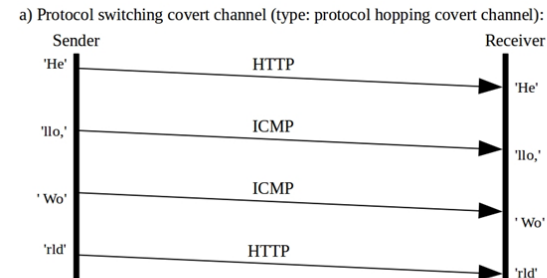 a) Protocol switching covert channel (type: protocol hopping covert channel):
Sender Receiver
'He' HTTP 'He'
'llo,' ICMP 'llo,'
' Wo' ICMP ' Wo'
'rld' HTTP 'rld'